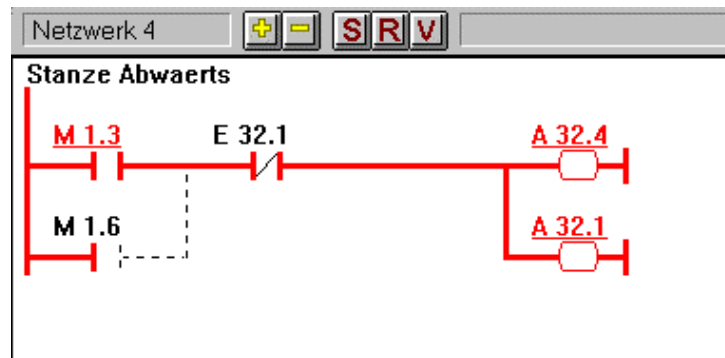 Netzwerk 4 + - S R V
Stanze Abwaerts
M 1.3 E 32.1 A 32.4
M 1.6 A 32.1